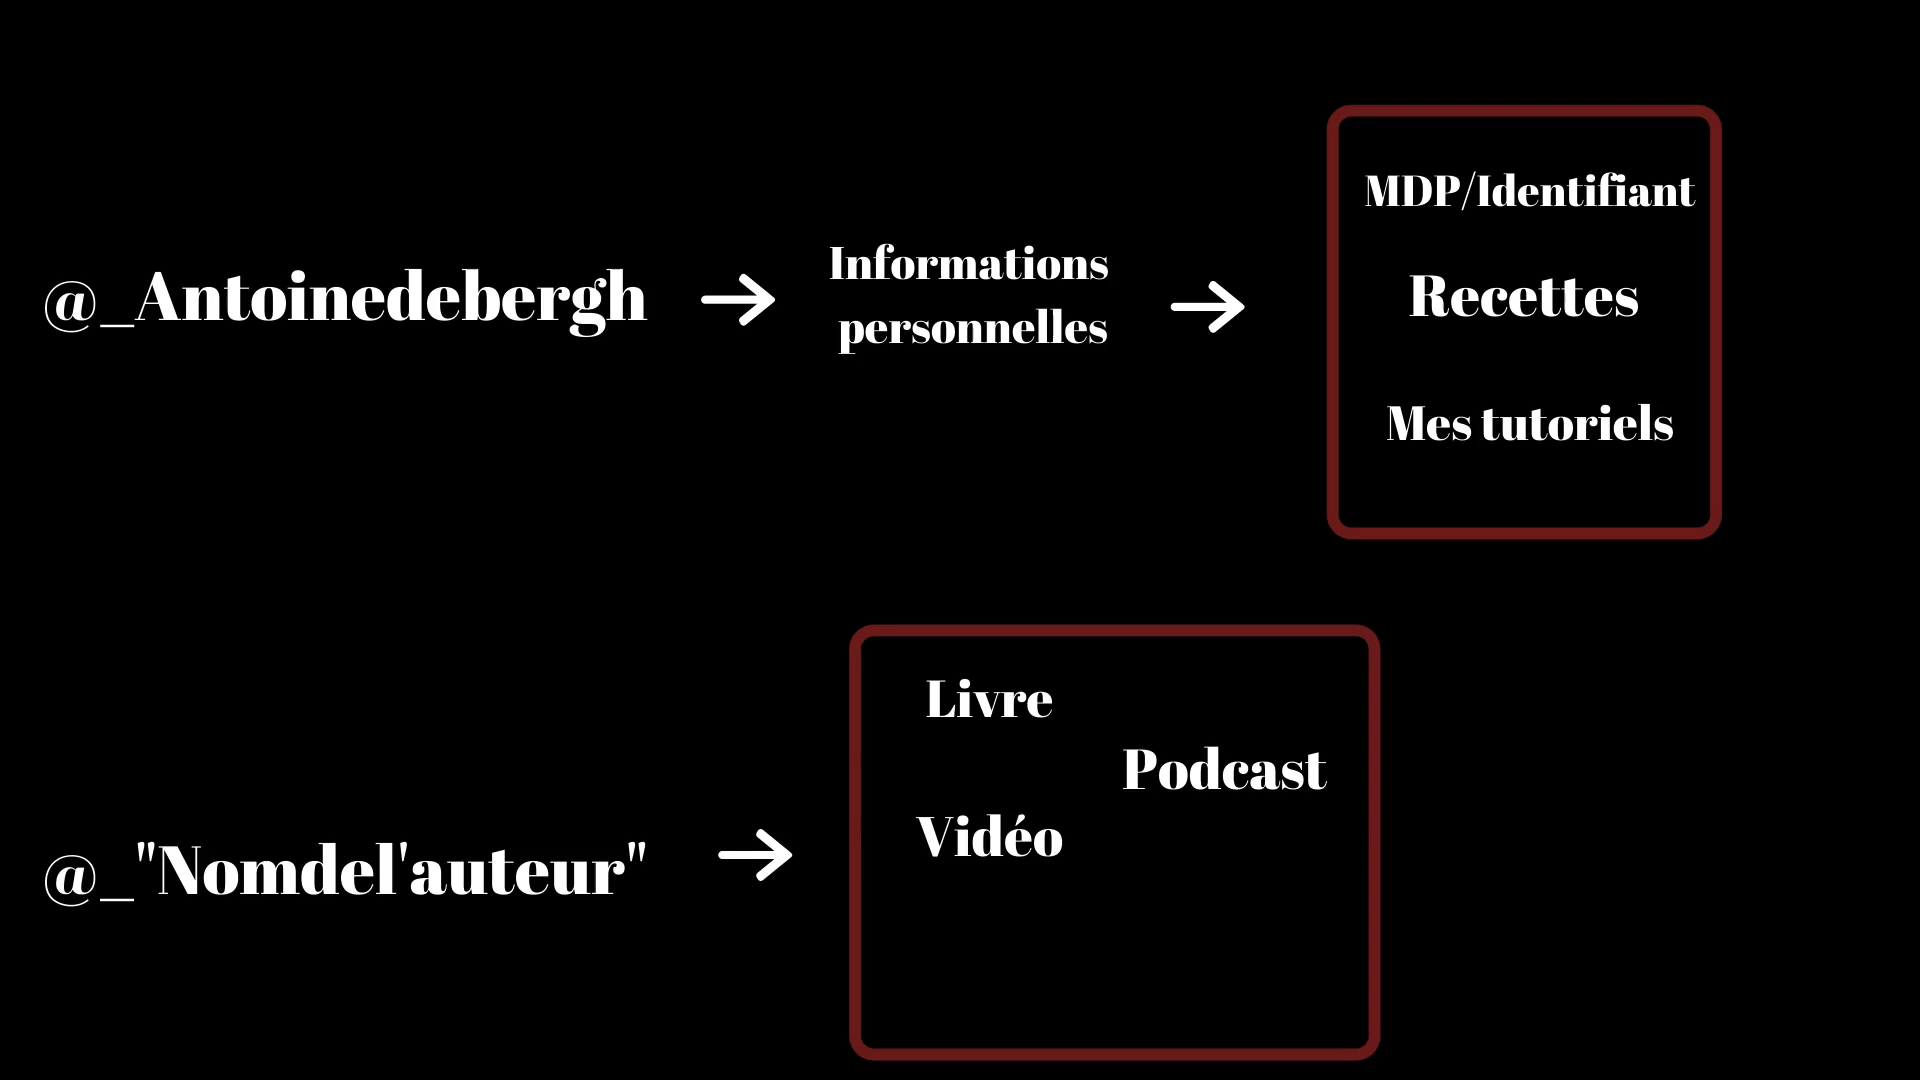 MDP/Identifiant
@_Antoinedebergh
Informations
personnelles
Recettes
Mes tutoriels
Livre
Podcast
Vidéo
@_"Nomdel'auteur"